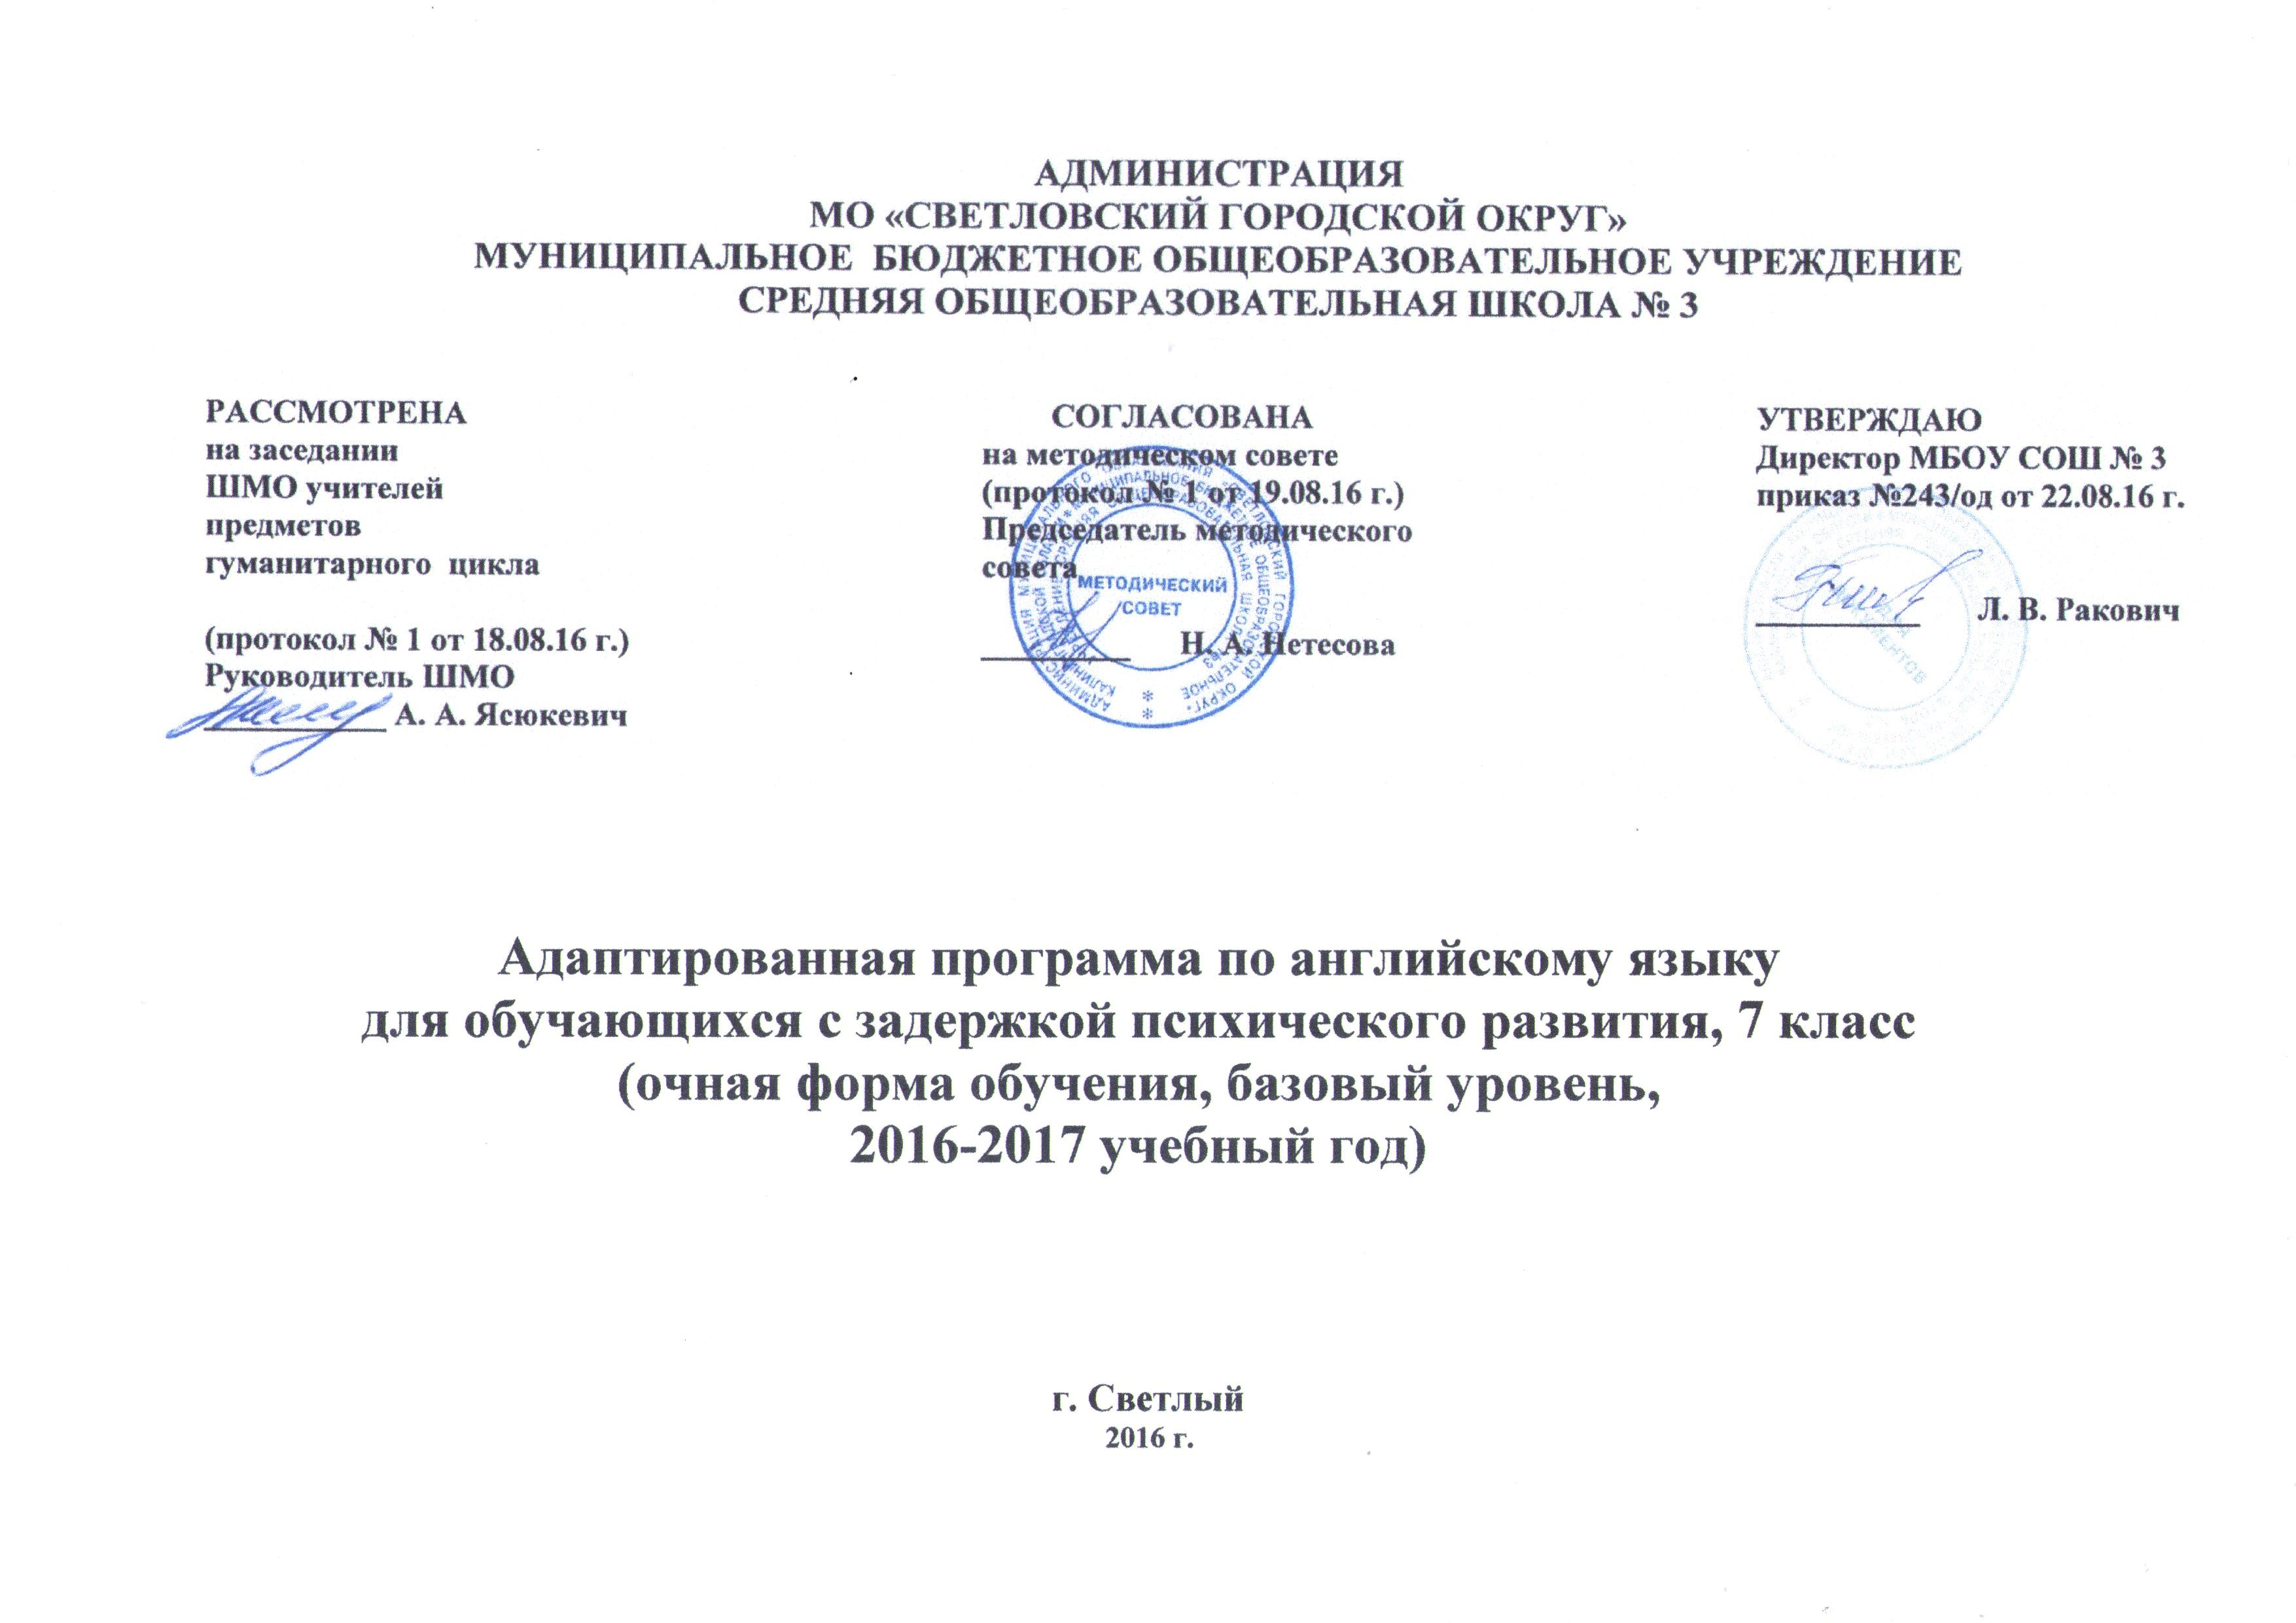 АДМИНИСТРАЦИЯ
МО «СВЕТЛОВСКИЙ ГОРОДСКОЙ ОКРУГ»
МУНИЦИПАЛЬНОЕ БЮДЖЕТНОЕ ОБЩЕОБРАЗОВАТЕЛЬНОЕ УЧРЕЖДЕНИЕ
СРЕДНЯЯ ОБЩЕОБРАЗОВАТЕЛЬНАЯ ШКОЛА № 3
РАССМОТРЕНА
на заседании
ШМО учителей
предметов
гуманитарного цикла
(протокол № 1 от 18.08.16 г.)
Руководитель ШМО
А. А. Ясюкевич
СОГЛАСОВАНА
на методическом совете
(протокол № 1 от 19.08.16 г.)
Председатель методического
совета
Н. А. Нетесова
МЕТОДИЧЕСКИЙ
СОВЕТ
УТВЕРЖДАЮ
Директор МБОУ СОШ № 3
приказ №243/од от 22.08.16 г.
Л. В. Ракович
Адаптированная программа по английскому языку
для обучающихся с задержкой психического развития, 7 класс
(очная форма обучения, базовый уровень,
2016-2017 учебный год)
г. Светлый
2016 г.